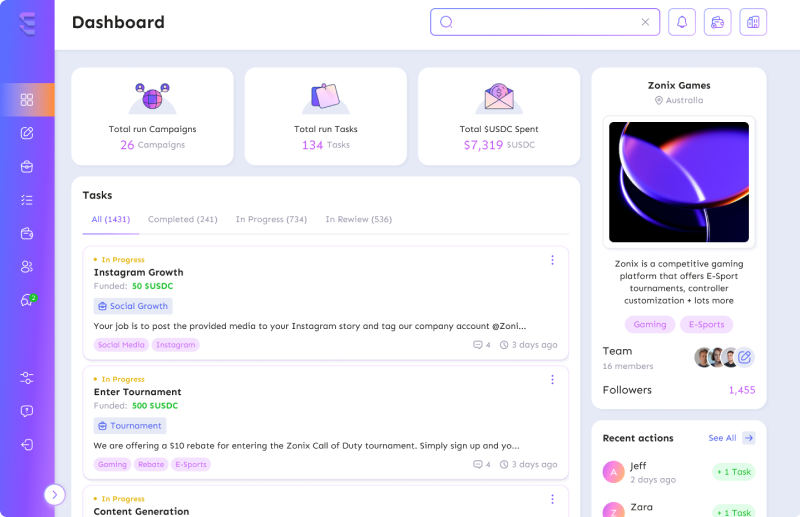 Dashboard
Total run Campaigns
26 Campaigns
Total run Tasks
134 Tasks
Total $USDC Spent
$7,319 $USDC
Tasks
All (1431) Completed (241) In Progress (734) In Rewiew (536)
In Progress
Instagram Growth
Funded: 50 $USDC
Social Growth
Your job is to post the provided media to your Instagram story and tag our company account @Zoni...
Social Media Instagram
4 3 days ago
In Progress
Enter Tournament
Funded: 500 $USDC
Tournament
We are offering a $10 rebate for entering the Zonix Call of Duty tournament. Simply sign up and yo...
Gaming Rebate E-Sports
4 3 days ago
In Progress
Content Generation
Zonix Games
Australia
Zonix is a competitive gaming
platform that offers E-Sport
tournaments, controller
customization + lots more
Gaming E-Sports
Team
16 members
Followers 1,455
Recent actions See All
A Jeff
2 days ago
+ 1 Task
Z Zara
+ 1 Task
2